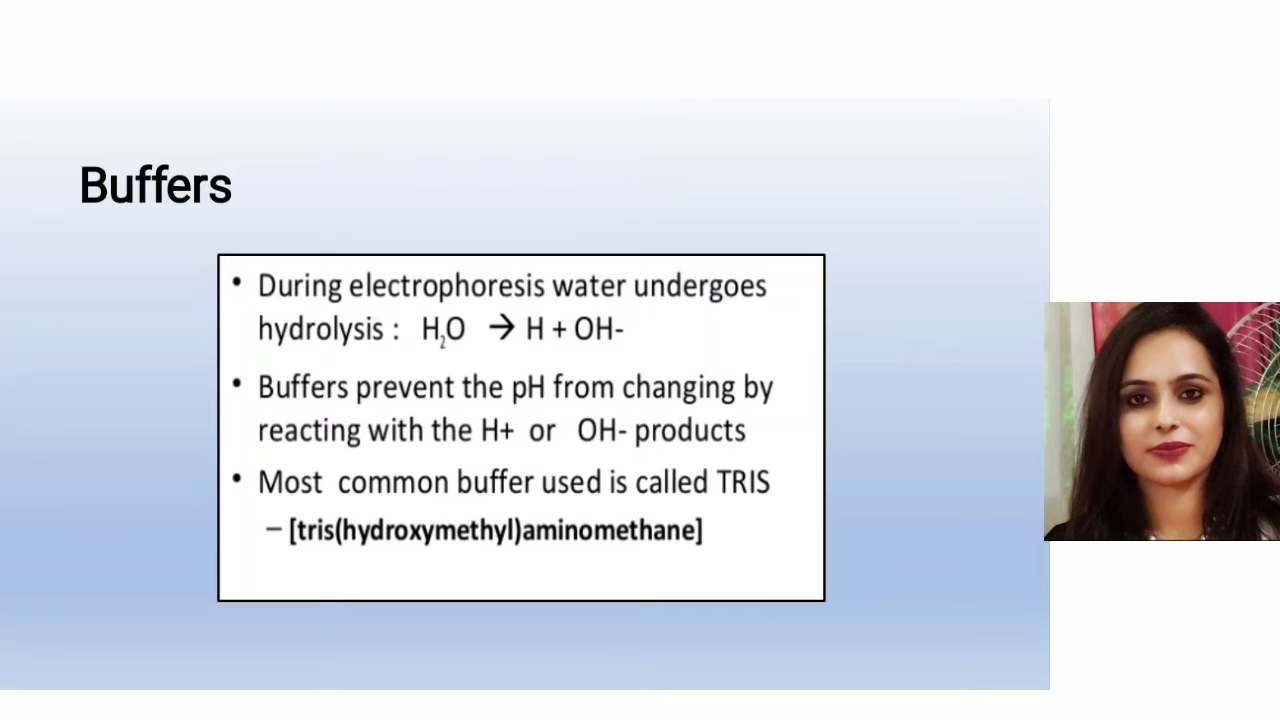 Buffers
• During electrophoresis water undergoes
hydrolysis : H₂O → H + OH-
• Buffers prevent the pH from changing by
reacting with the H+ or OH- products
• Most common buffer used is called TRIS
– [tris(hydroxymethyl)aminomethane]